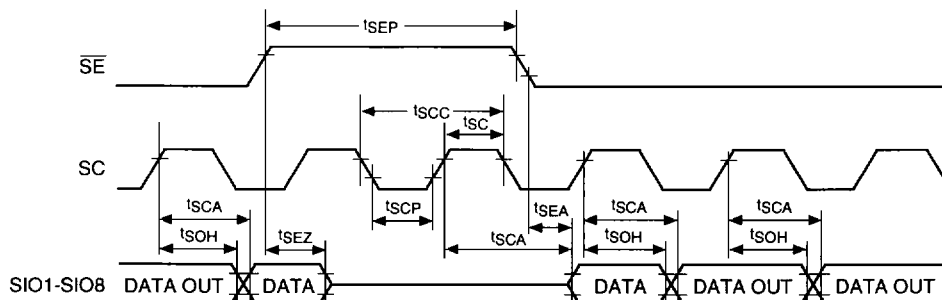 tSEP
SE
tSCC
tSC
SC
tSCA
tSCP
tSEA
tSCA
tSCA
tSOH
tSEZ
tSCA
tSOH
tSOH
SIO1-SIO8
DATA OUT
DATA
DATA
DATA OUT
DATA OUT